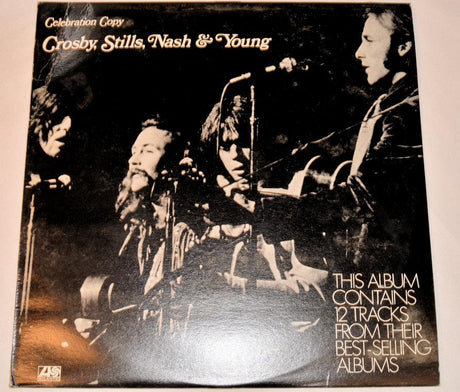 Celebration Copy
Crosby, Stills, Nash & Young
THIS ALBUM
CONTAINS
12 TRACKS
FROM THEIR
BEST-SELLING
ALBUMS